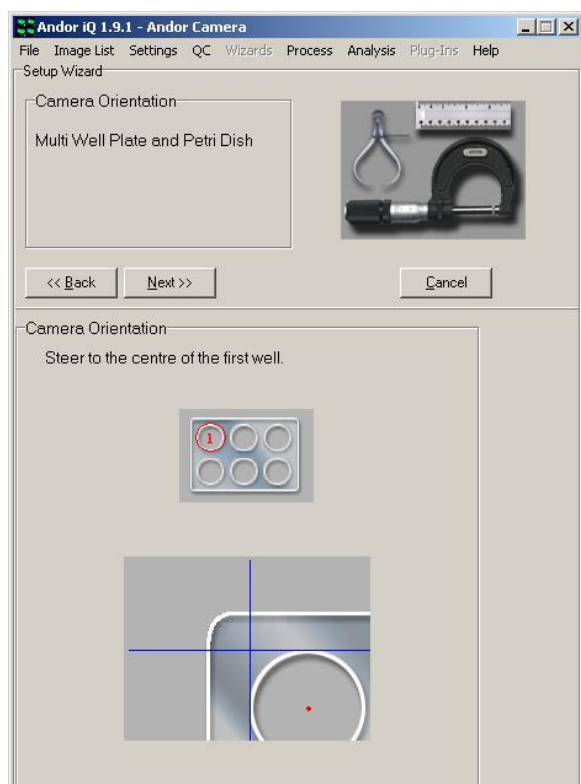 Andor iQ 1.9.1 - Andor Camera
File Image List Settings QC Wizards Process Analysis Plug-Ins Help
Setup Wizard
Camera Orientation
Multi Well Plate and Petri Dish
<< Back Next >> Cancel
Camera Orientation
Steer to the centre of the first well.
1